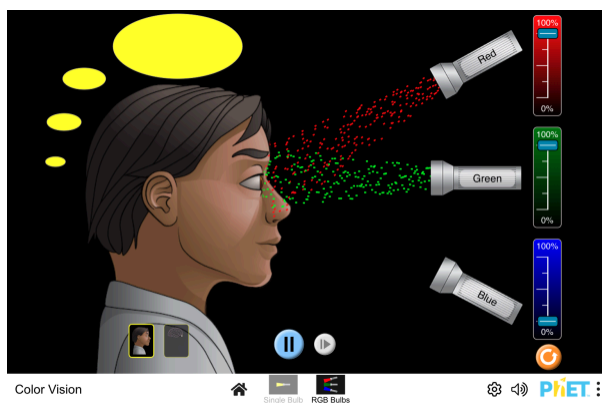 100%
Red
0%
100%
Green
0%
100%
Blue
0%
Color Vision
Single Bulb
RGB Bulbs
PhET